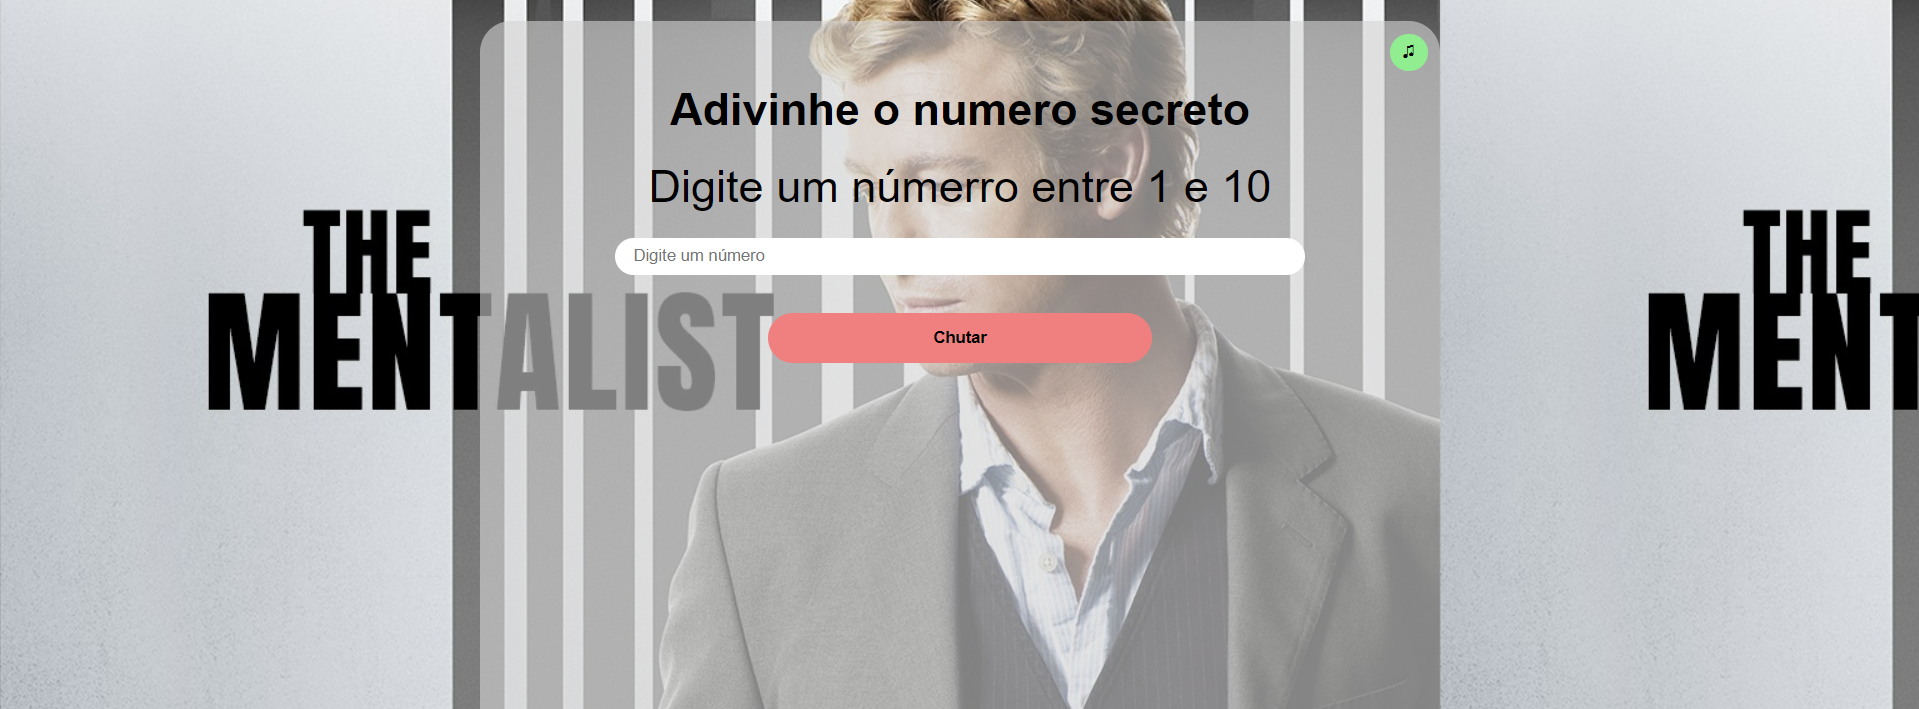 Adivinhe o numero secreto
Digite um númerro entre 1 e 10
Digite um número
Chutar
THE
MENTALIST
THE
MENT